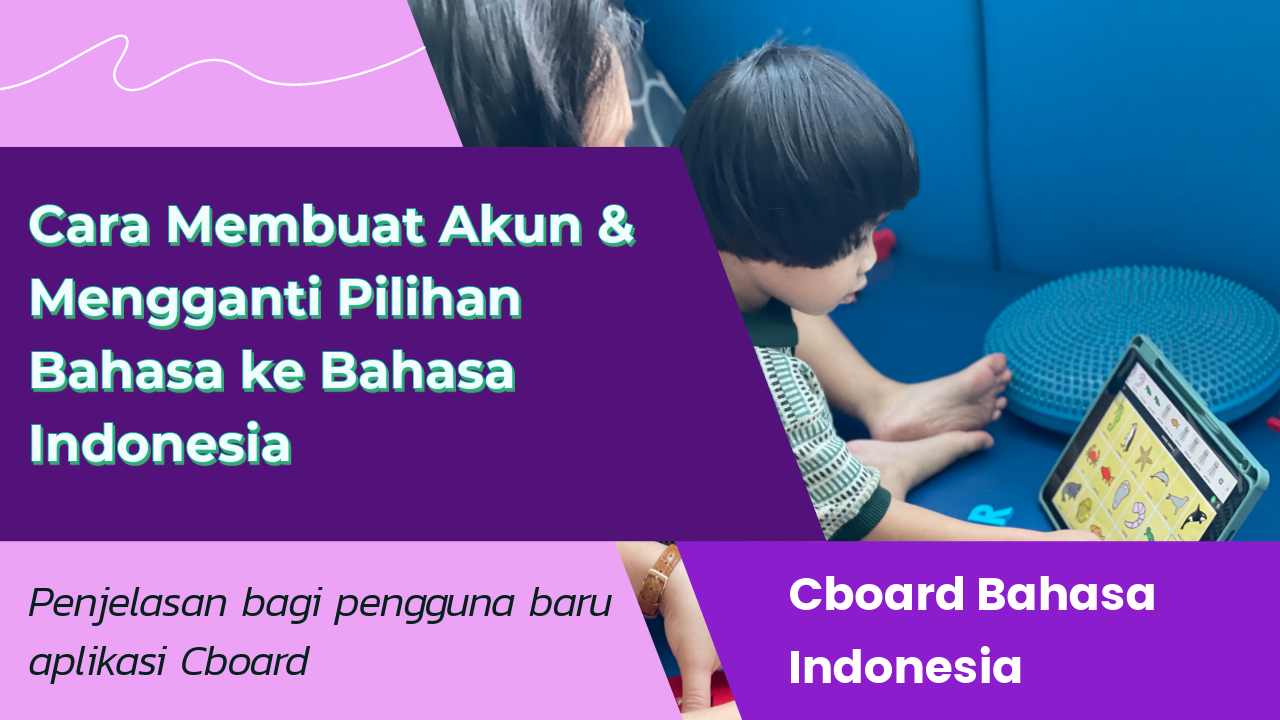 Cara Membuat Akun &
Mengganti Pilihan
Bahasa ke Bahasa
Indonesia
R
Penjelasan bagi pengguna baru
aplikasi Cboard
Cboard Bahasa
Indonesia